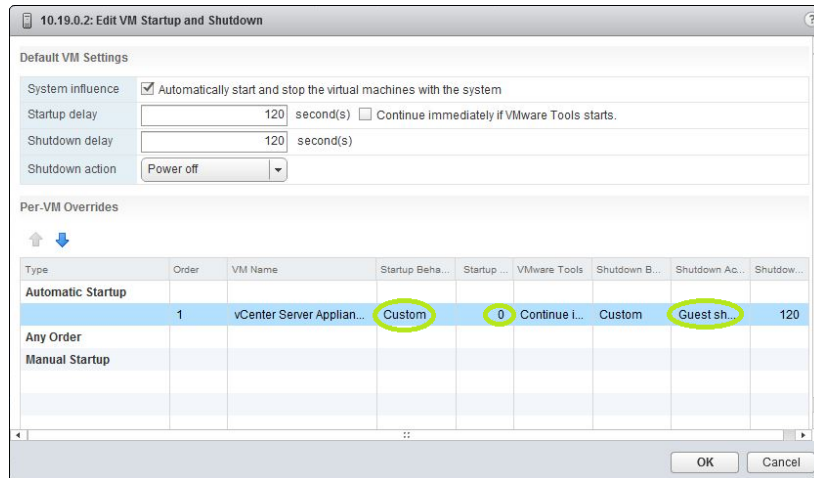 10.19.0.2: Edit VM Startup and Shutdown ?
Default VM Settings
System influence Automatically start and stop the virtual machines with the system
Startup delay 120 second(s) Continue immediately if VMware Tools starts.
Shutdown delay 120 second(s)
Shutdown action Power off
Per-VM Overrides
Type Order VM Name Startup Beha... Startup ... VMware Tools Shutdown B... Shutdown Ac... Shutdow...
Automatic Startup
1 vCenter Server Applian... Custom 0 Continue i... Custom Guest sh... 120
Any Order
Manual Startup
OK Cancel